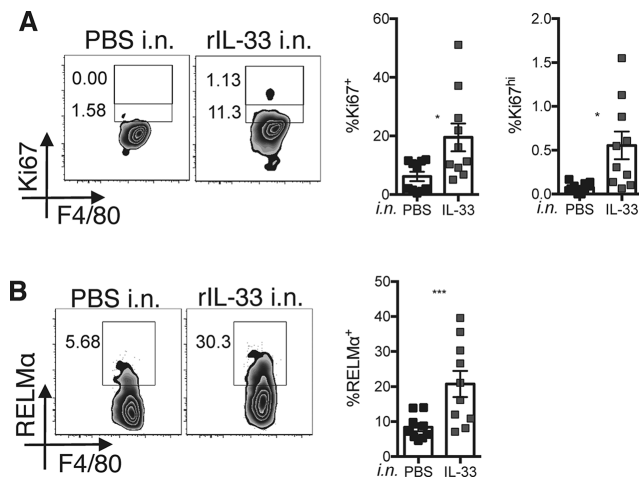 A
PBS i.n. rIL-33 i.n.
0.00
1.58
1.13
11.3
Ki67
F4/80
%Ki67+
60
40
20
0
*
i.n. PBS IL-33
%Ki67hi
2.0
1.5
1.0
0.5
0.0
*
i.n. PBS IL-33
B
PBS i.n. rIL-33 i.n.
5.68
30.3
RELMα
F4/80
%RELMα+
50
40
30
20
10
0
***
i.n. PBS IL-33